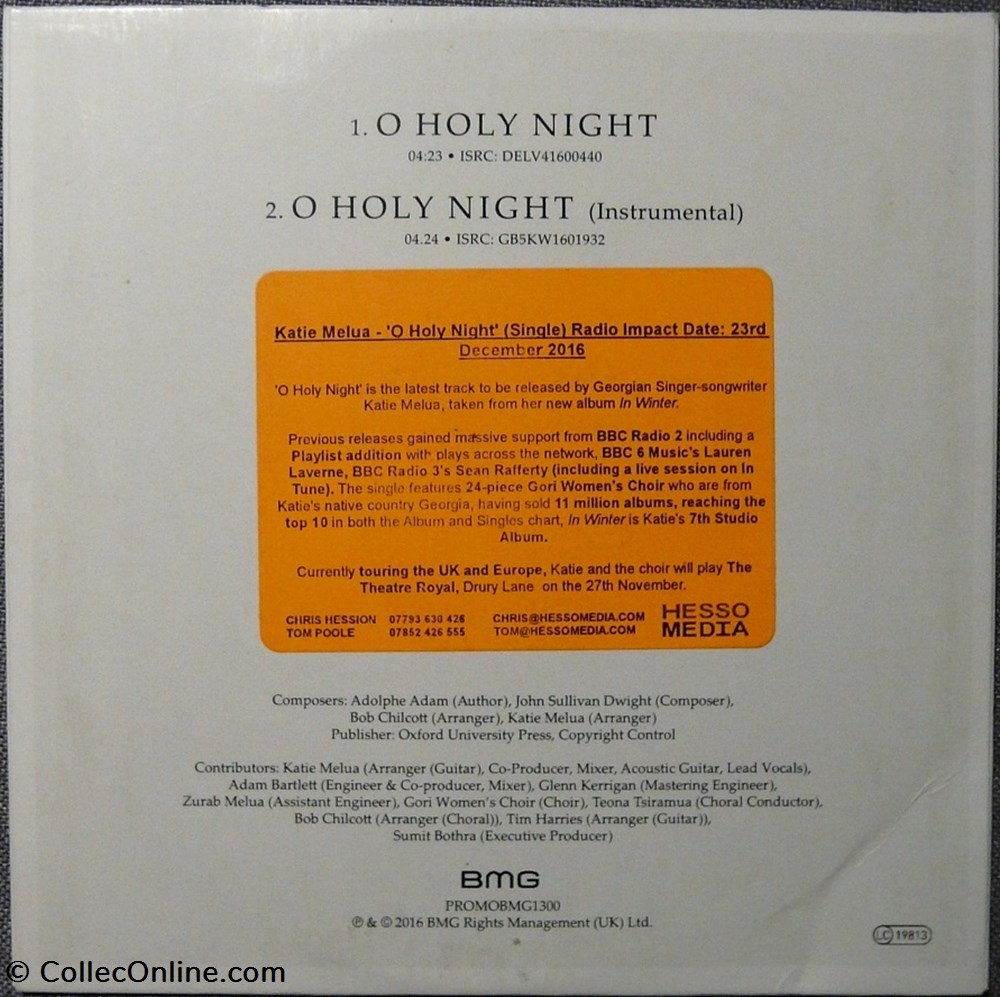 1. O HOLY NIGHT
04:23 • ISRC: DELV41600440
2. O HOLY NIGHT (Instrumental)
04.24 • ISRC: GB5KW1601932
Katie Melua - 'O Holy Night' (Single) Radio Impact Date: 23rd
December 2016
'O Holy Night' is the latest track to be released by Georgian Singer-songwriter
Katie Melua, taken from her new album In Winter.
Previous releases gained massive support from BBC Radio 2 including a
Playlist addition with plays across the network, BBC 6 Music's Lauren
Laverne, BBC Radio 3's Sean Rafferty (including a live session on In
Tune). The single features 24-piece Gori Women's Choir who are from
Katie's native country Georgia, having sold 11 million albums, reaching the
top 10 in both the Album and Singles chart, In Winter is Katie's 7th Studio
Album.
Currently touring the UK and Europe, Katie and the choir will play The
Theatre Royal, Drury Lane on the 27th November.
CHRIS HESSION 07793 630 426 CHRIS@HESSOMEDIA.COM HESSO
TOM POOLE 07852 426 555 TOM@HESSOMEDIA.COM MEDIA
Composers: Adolphe Adam (Author), John Sullivan Dwight (Composer),
Bob Chilcott (Arranger), Katie Melua (Arranger)
Publisher: Oxford University Press, Copyright Control
Contributors: Katie Melua (Arranger (Guitar), Co-Producer, Mixer, Acoustic Guitar, Lead Vocals),
Adam Bartlett (Engineer & Co-producer, Mixer), Glenn Kerrigan (Mastering Engineer),
Zurab Melua (Assistant Engineer), Gori Women's Choir (Choir), Teona Tsiramua (Choral Conductor),
Bob Chilcott (Arranger (Choral)), Tim Harries (Arranger (Guitar)),
Sumit Bothra (Executive Producer)
BMG
PROMOBMG1300
℗ & © 2016 BMG Rights Management (UK) Ltd.
LC 19813
© CollecOnline.com